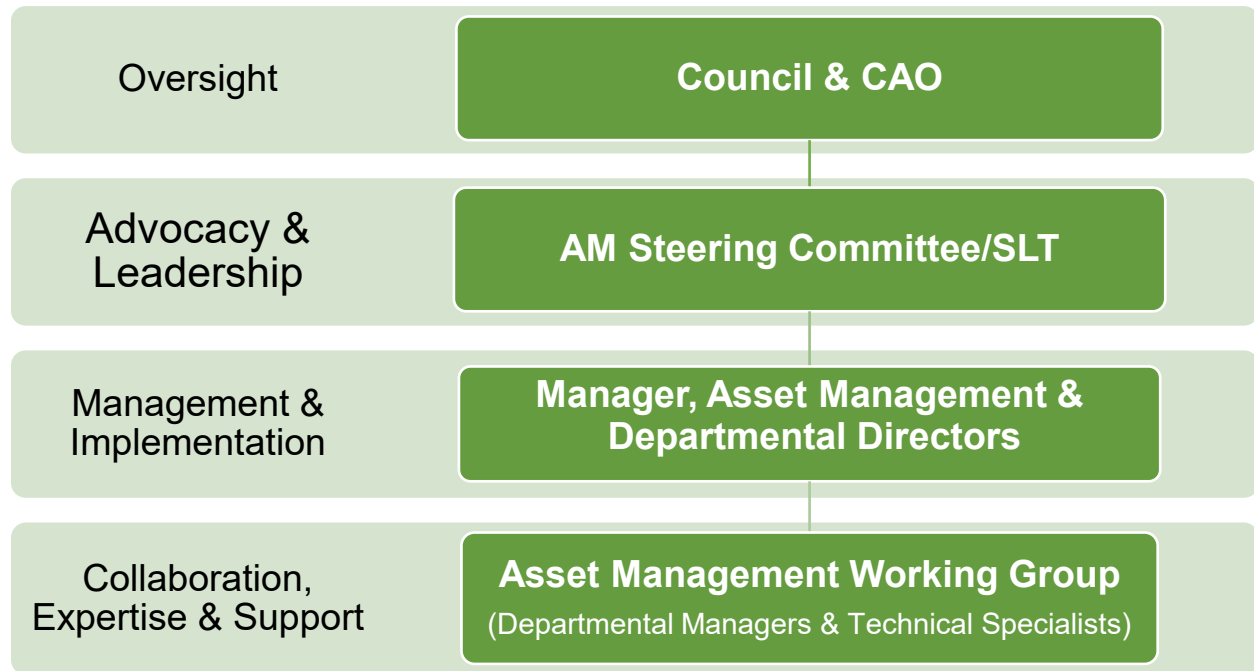 Oversight
Council & CAO
Advocacy &
Leadership
AM Steering Committee/SLT
Management &
Implementation
Manager, Asset Management &
Departmental Directors
Collaboration,
Expertise & Support
Asset Management Working Group
(Departmental Managers & Technical Specialists)